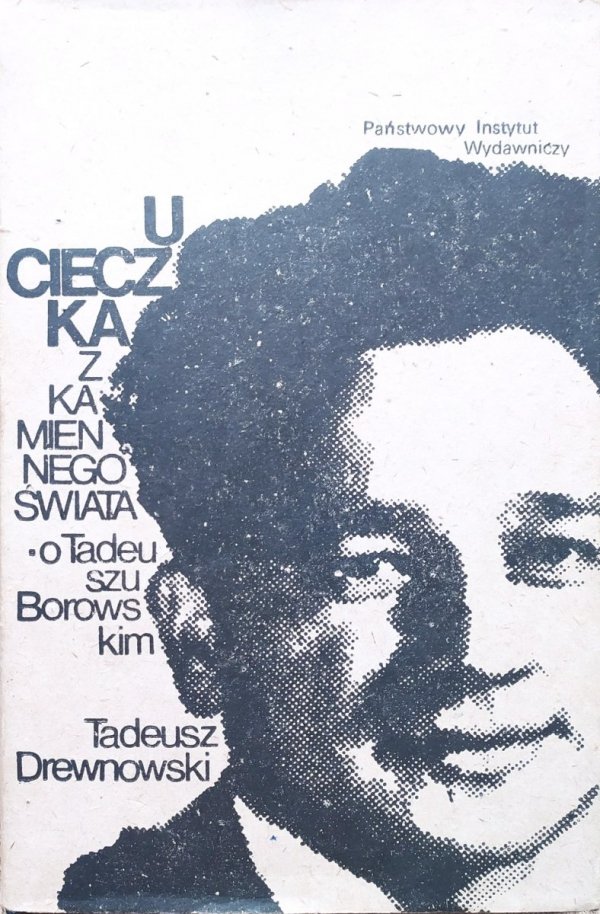 Państwowy Instytut
Wydawniczy
U
CIECZ
KA
Z
KA
MIEN
NEGO
ŚWIATA
·o Tadeu
szu
Borows
kim
Tadeusz
Drewnowski